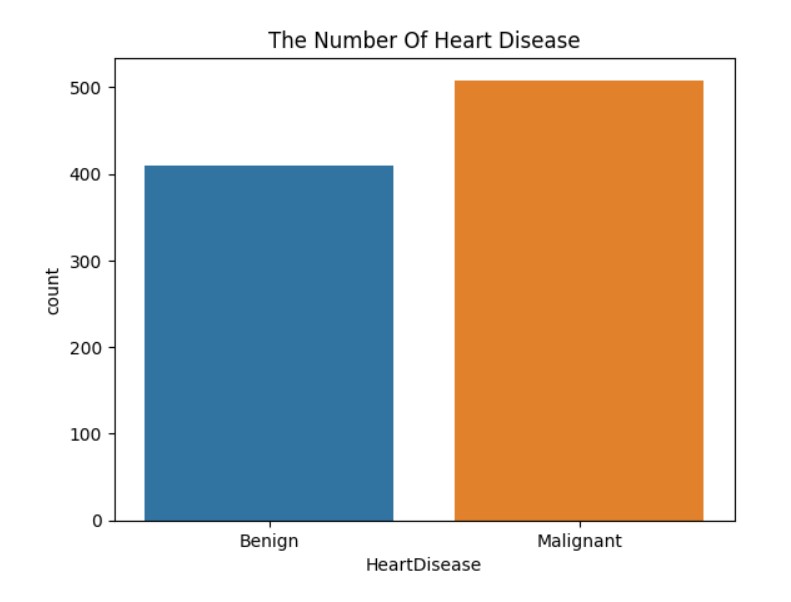 The Number Of Heart Disease
500
400
300
200
100
0
count
Benign
Malignant
HeartDisease